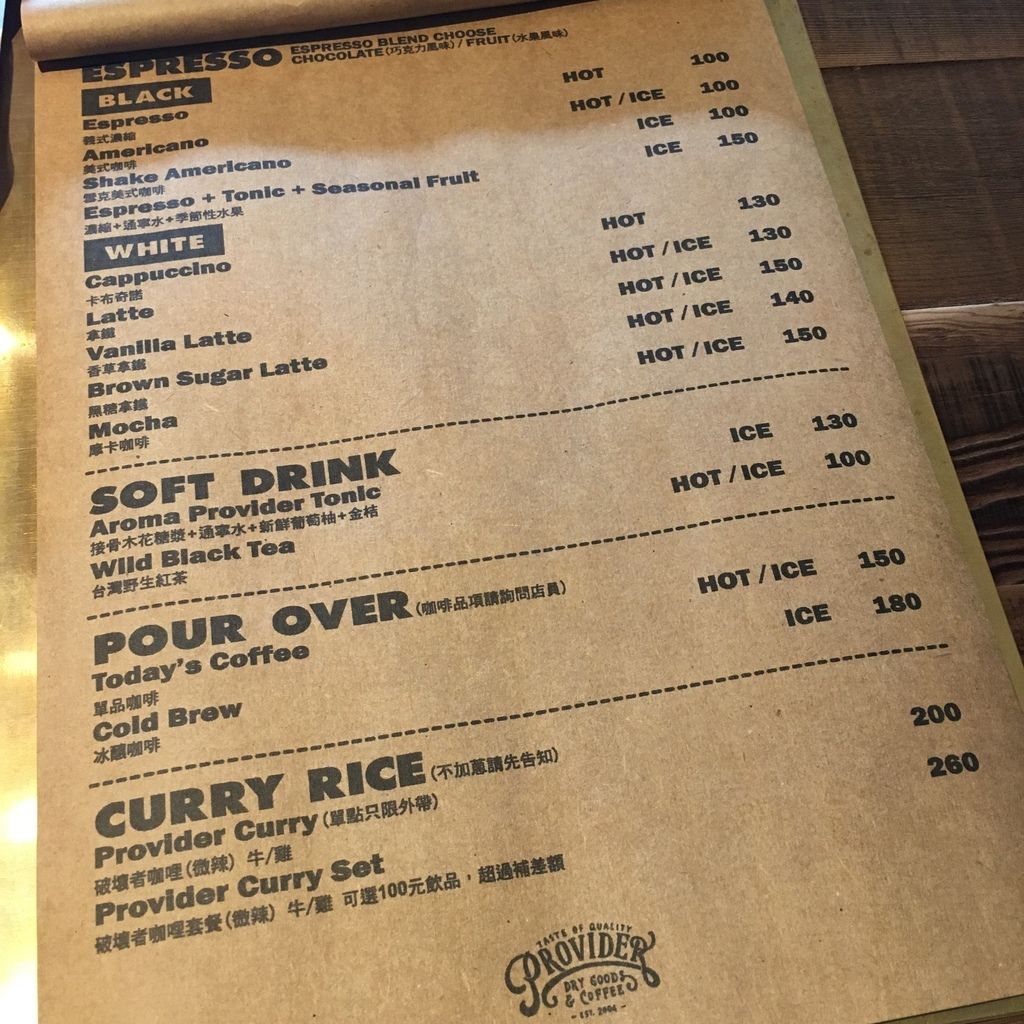 ESPRESSO ESPRESSO BLEND CHOOSE
CHOCOLATE(巧克力風味) / FRUIT(水果風味)
BLACK
Espresso HOT 100
義式濃縮
Americano HOT / ICE 100
美式咖啡
Shake Americano ICE 100
雪克美式咖啡
Espresso + Tonic + Seasonal Fruit ICE 150
濃縮+通寧水+季節性水果
WHITE
Cappuccino HOT 130
卡布奇諾
Latte HOT / ICE 130
拿鐵
Vanilla Latte HOT / ICE 150
香草拿鐵
Brown Sugar Latte HOT / ICE 140
黑糖拿鐵
Mocha HOT / ICE 150
摩卡咖啡
SOFT DRINK
Aroma Provider Tonic ICE 130
接骨木花糖漿+通寧水+新鮮葡萄柚+金桔
Wild Black Tea HOT / ICE 100
台灣野生紅茶
POUR OVER (咖啡品項請詢問店員)
Today's Coffee HOT / ICE 150
單品咖啡
Cold Brew ICE 180
冰釀咖啡
CURRY RICE (不加蔥請先告知)
Provider Curry (單點只限外帶) 200
破壞者咖哩(微辣) 牛/雞
Provider Curry Set 260
破壞者咖哩套餐(微辣) 牛/雞 可選100元飲品，超過補差額
TASTE OF QUALITY
PROVIDER
DRY GOODS
& COFFEE
- EST. 2004 -